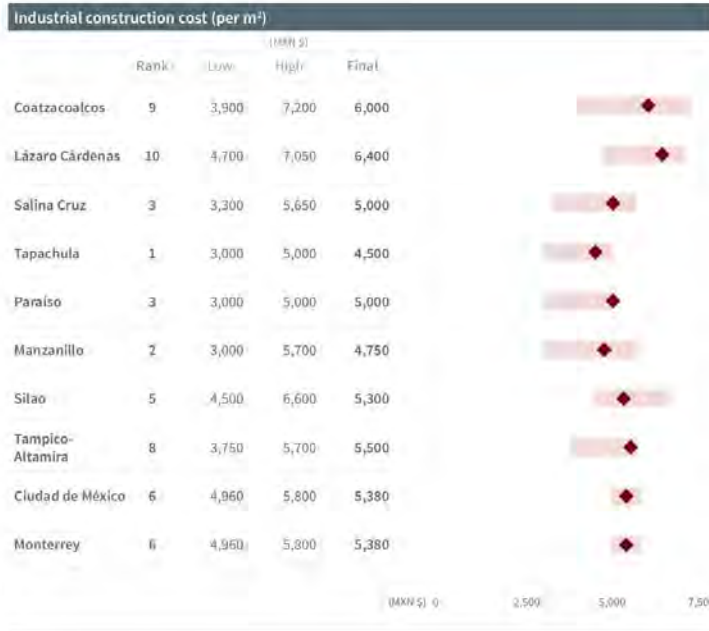 Industrial construction cost (per m²)
(MXN $)
Rank Low High Final
Coatzacoalcos 9 3,900 7,200 6,000
Lázaro Cárdenas 10 4,700 7,050 6,400
Salina Cruz 3 3,300 5,650 5,000
Tapachula 1 3,000 5,000 4,500
Paraíso 3 3,000 5,000 5,000
Manzanillo 2 3,000 5,700 4,750
Silao 5 4,500 6,600 5,300
Tampico-
Altamira 8 3,750 5,700 5,500
Ciudad de México 6 4,960 5,800 5,380
Monterrey 6 4,960 5,800 5,380
(MXN $) 0 2,500 5,000 7,50